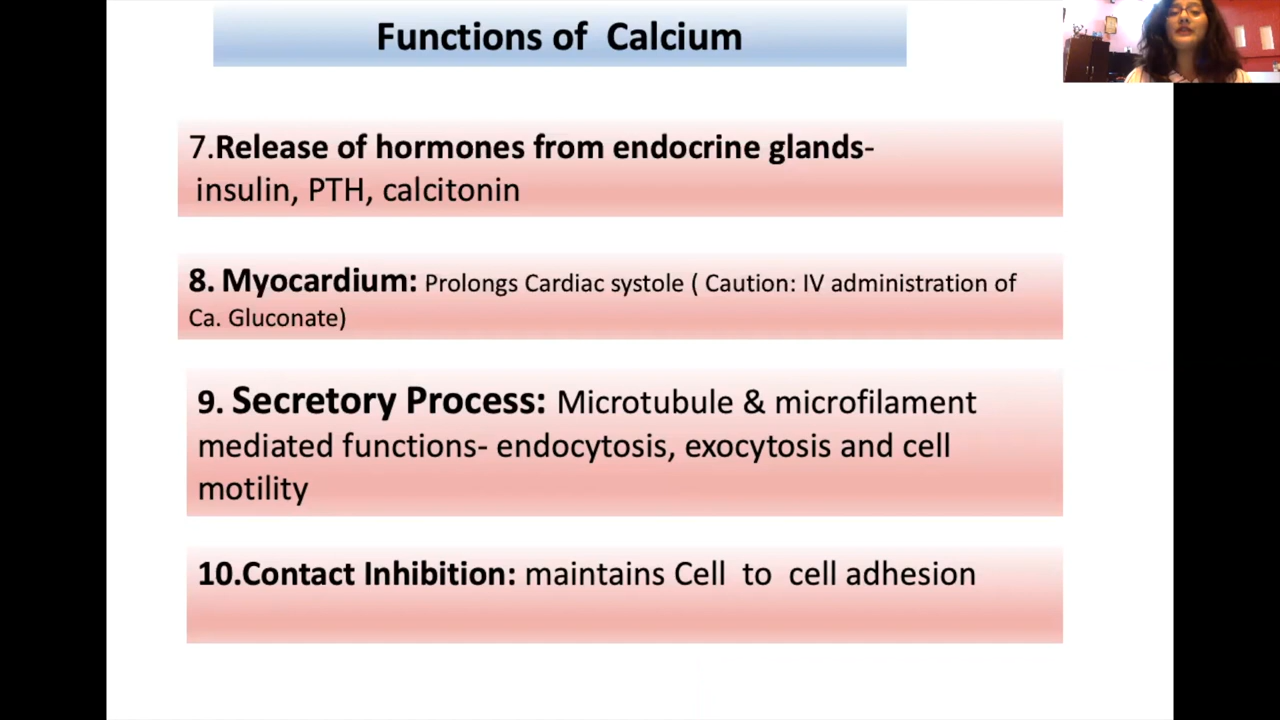 Functions of Calcium
7.Release of hormones from endocrine glands-
insulin, PTH, calcitonin
8. Myocardium: Prolongs Cardiac systole ( Caution: IV administration of
Ca. Gluconate)
9. Secretory Process: Microtubule & microfilament
mediated functions- endocytosis, exocytosis and cell
motility
10.Contact Inhibition: maintains Cell to cell adhesion